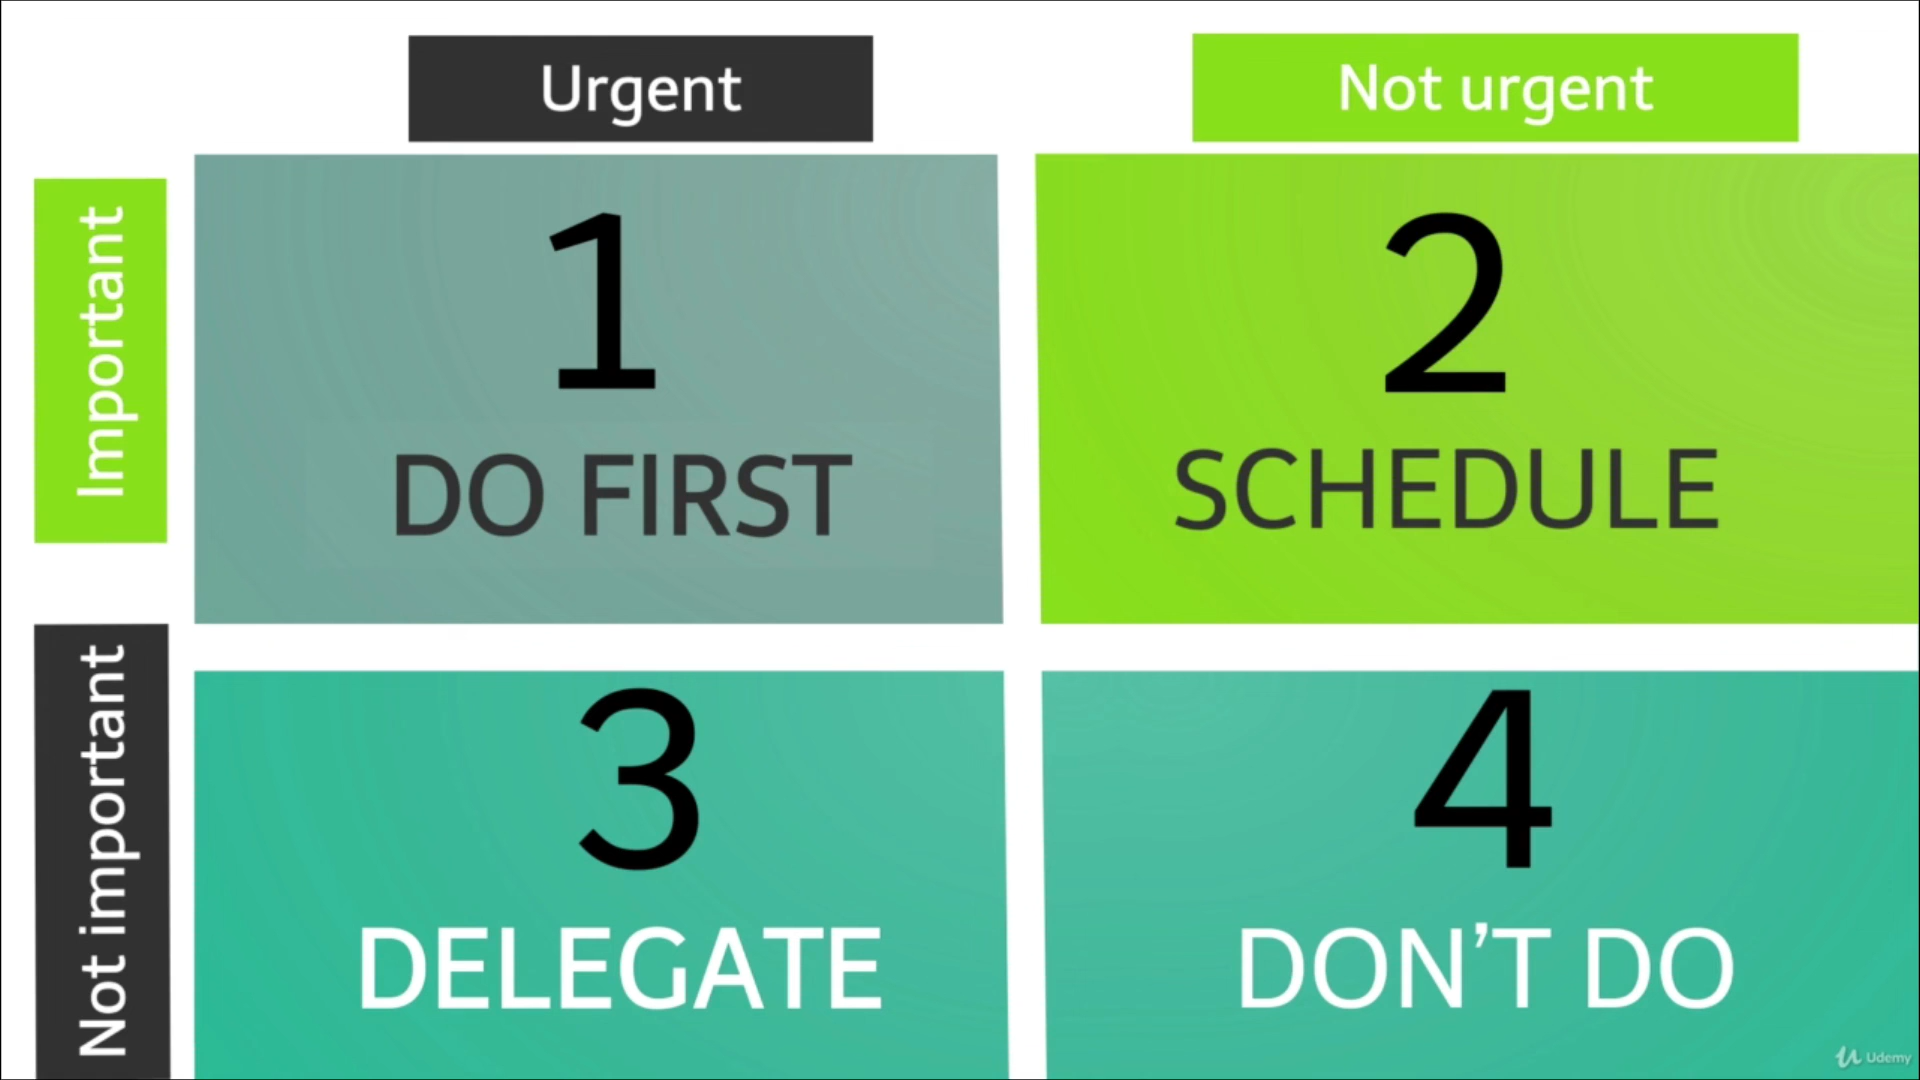 Urgent
Not urgent
Important
1
DO FIRST
2
SCHEDULE
Not important
3
DELEGATE
4
DON'T DO
Udemy